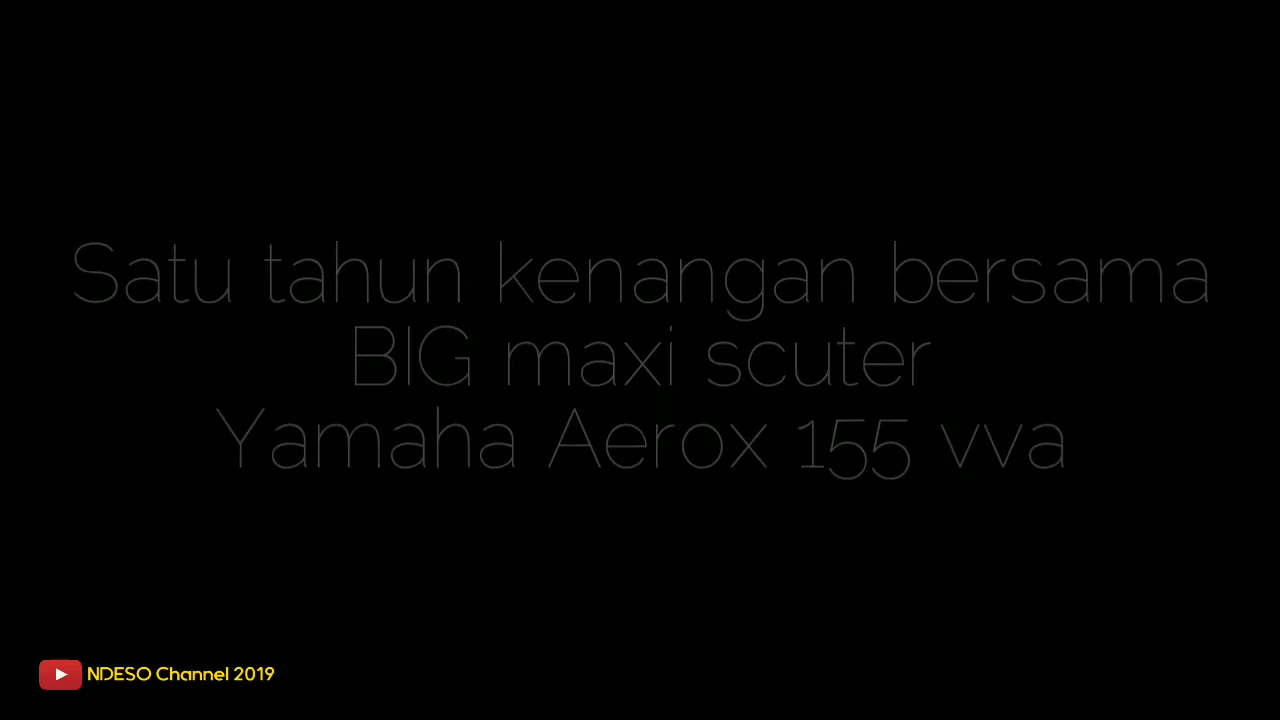 Satu tahun kenangan bersama
BIG maxi scuter
Yamaha Aerox 155 vva
NDESO Channel 2019